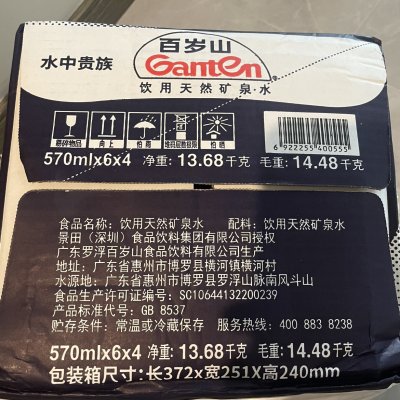 百岁山
水中贵族 Ganten
饮用天然矿泉水
易碎物品 向上 怕雨 堆码层数极限 怕晒
6 922255 400555
570mlx6x4 净重:13.68千克 毛重:14.48千克
食品名称:饮用天然矿泉水 配料:饮用天然矿泉水
景田(深圳)食品饮料集团有限公司授权
广东罗浮百岁山食品饮料有限公司生产
地址:广东省惠州市博罗县横河镇横河村
水源地:广东省惠州市博罗县罗浮山脉南风斗山
食品生产许可证编号:SC10644132200239
产品标准代号:GB 8537
贮存条件:常温或冷藏保存 服务热线:400 883 8238
570mlx6x4 净重:13.68千克 毛重:14.48千克
包装箱尺寸:长372x宽251X高240mm